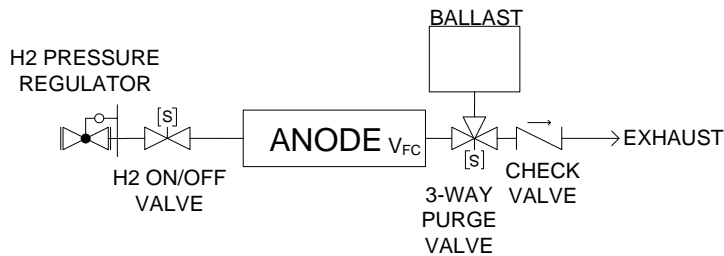 BALLAST
H2 PRESSURE
REGULATOR
[S]
ANODE VFC
[S]
EXHAUST
H2 ON/OFF
VALVE
3-WAY
PURGE
VALVE
CHECK
VALVE